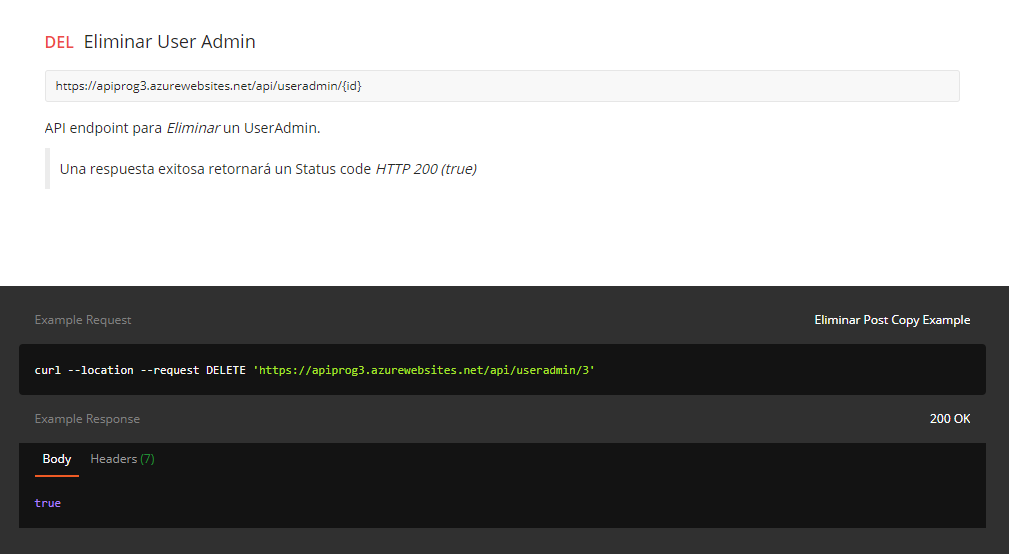 DEL Eliminar User Admin
https://apiprog3.azurewebsites.net/api/useradmin/{id}
API endpoint para Eliminar un UserAdmin.
Una respuesta exitosa retornará un Status code HTTP 200 (true)
Example Request Eliminar Post Copy Example
curl --location --request DELETE 'https://apiprog3.azurewebsites.net/api/useradmin/3'
Example Response 200 OK
Body Headers (7)
true